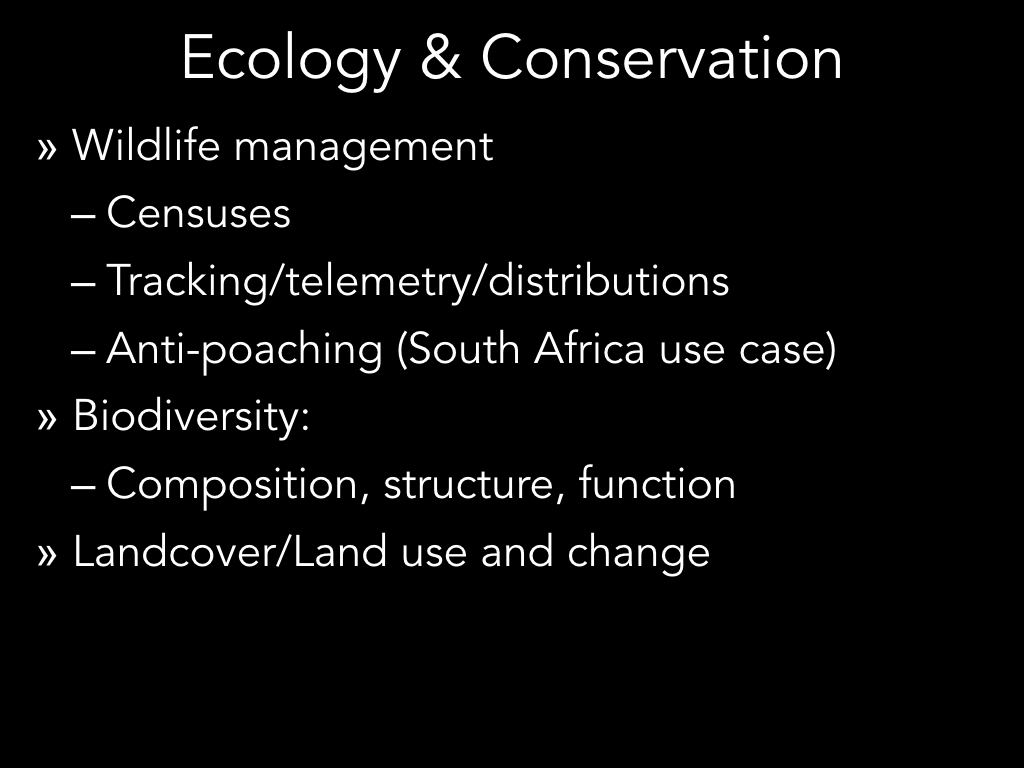 Ecology & Conservation
» Wildlife management
– Censuses
– Tracking/telemetry/distributions
– Anti-poaching (South Africa use case)
» Biodiversity:
– Composition, structure, function
» Landcover/Land use and change